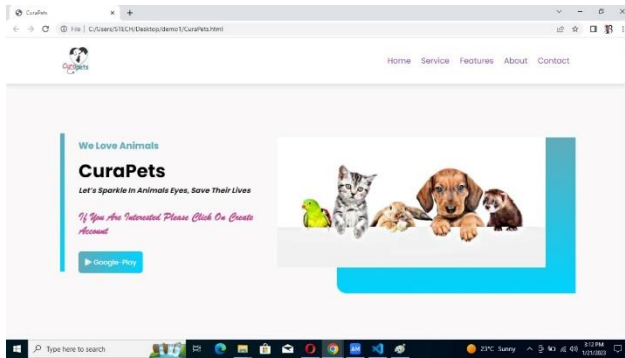 CuraPets
File | C:/Users/STECH/Desktop/demo1/CuraPets.html
CuraPets
Home Service Features About Contact
We Love Animals
CuraPets
Let's Sparkle In Animals Eyes, Save Their Lives
If You Are Interested Please Click On Create
Account
Google-Play
Type here to search
23°C Sunny
3:12 PM
1/21/2023